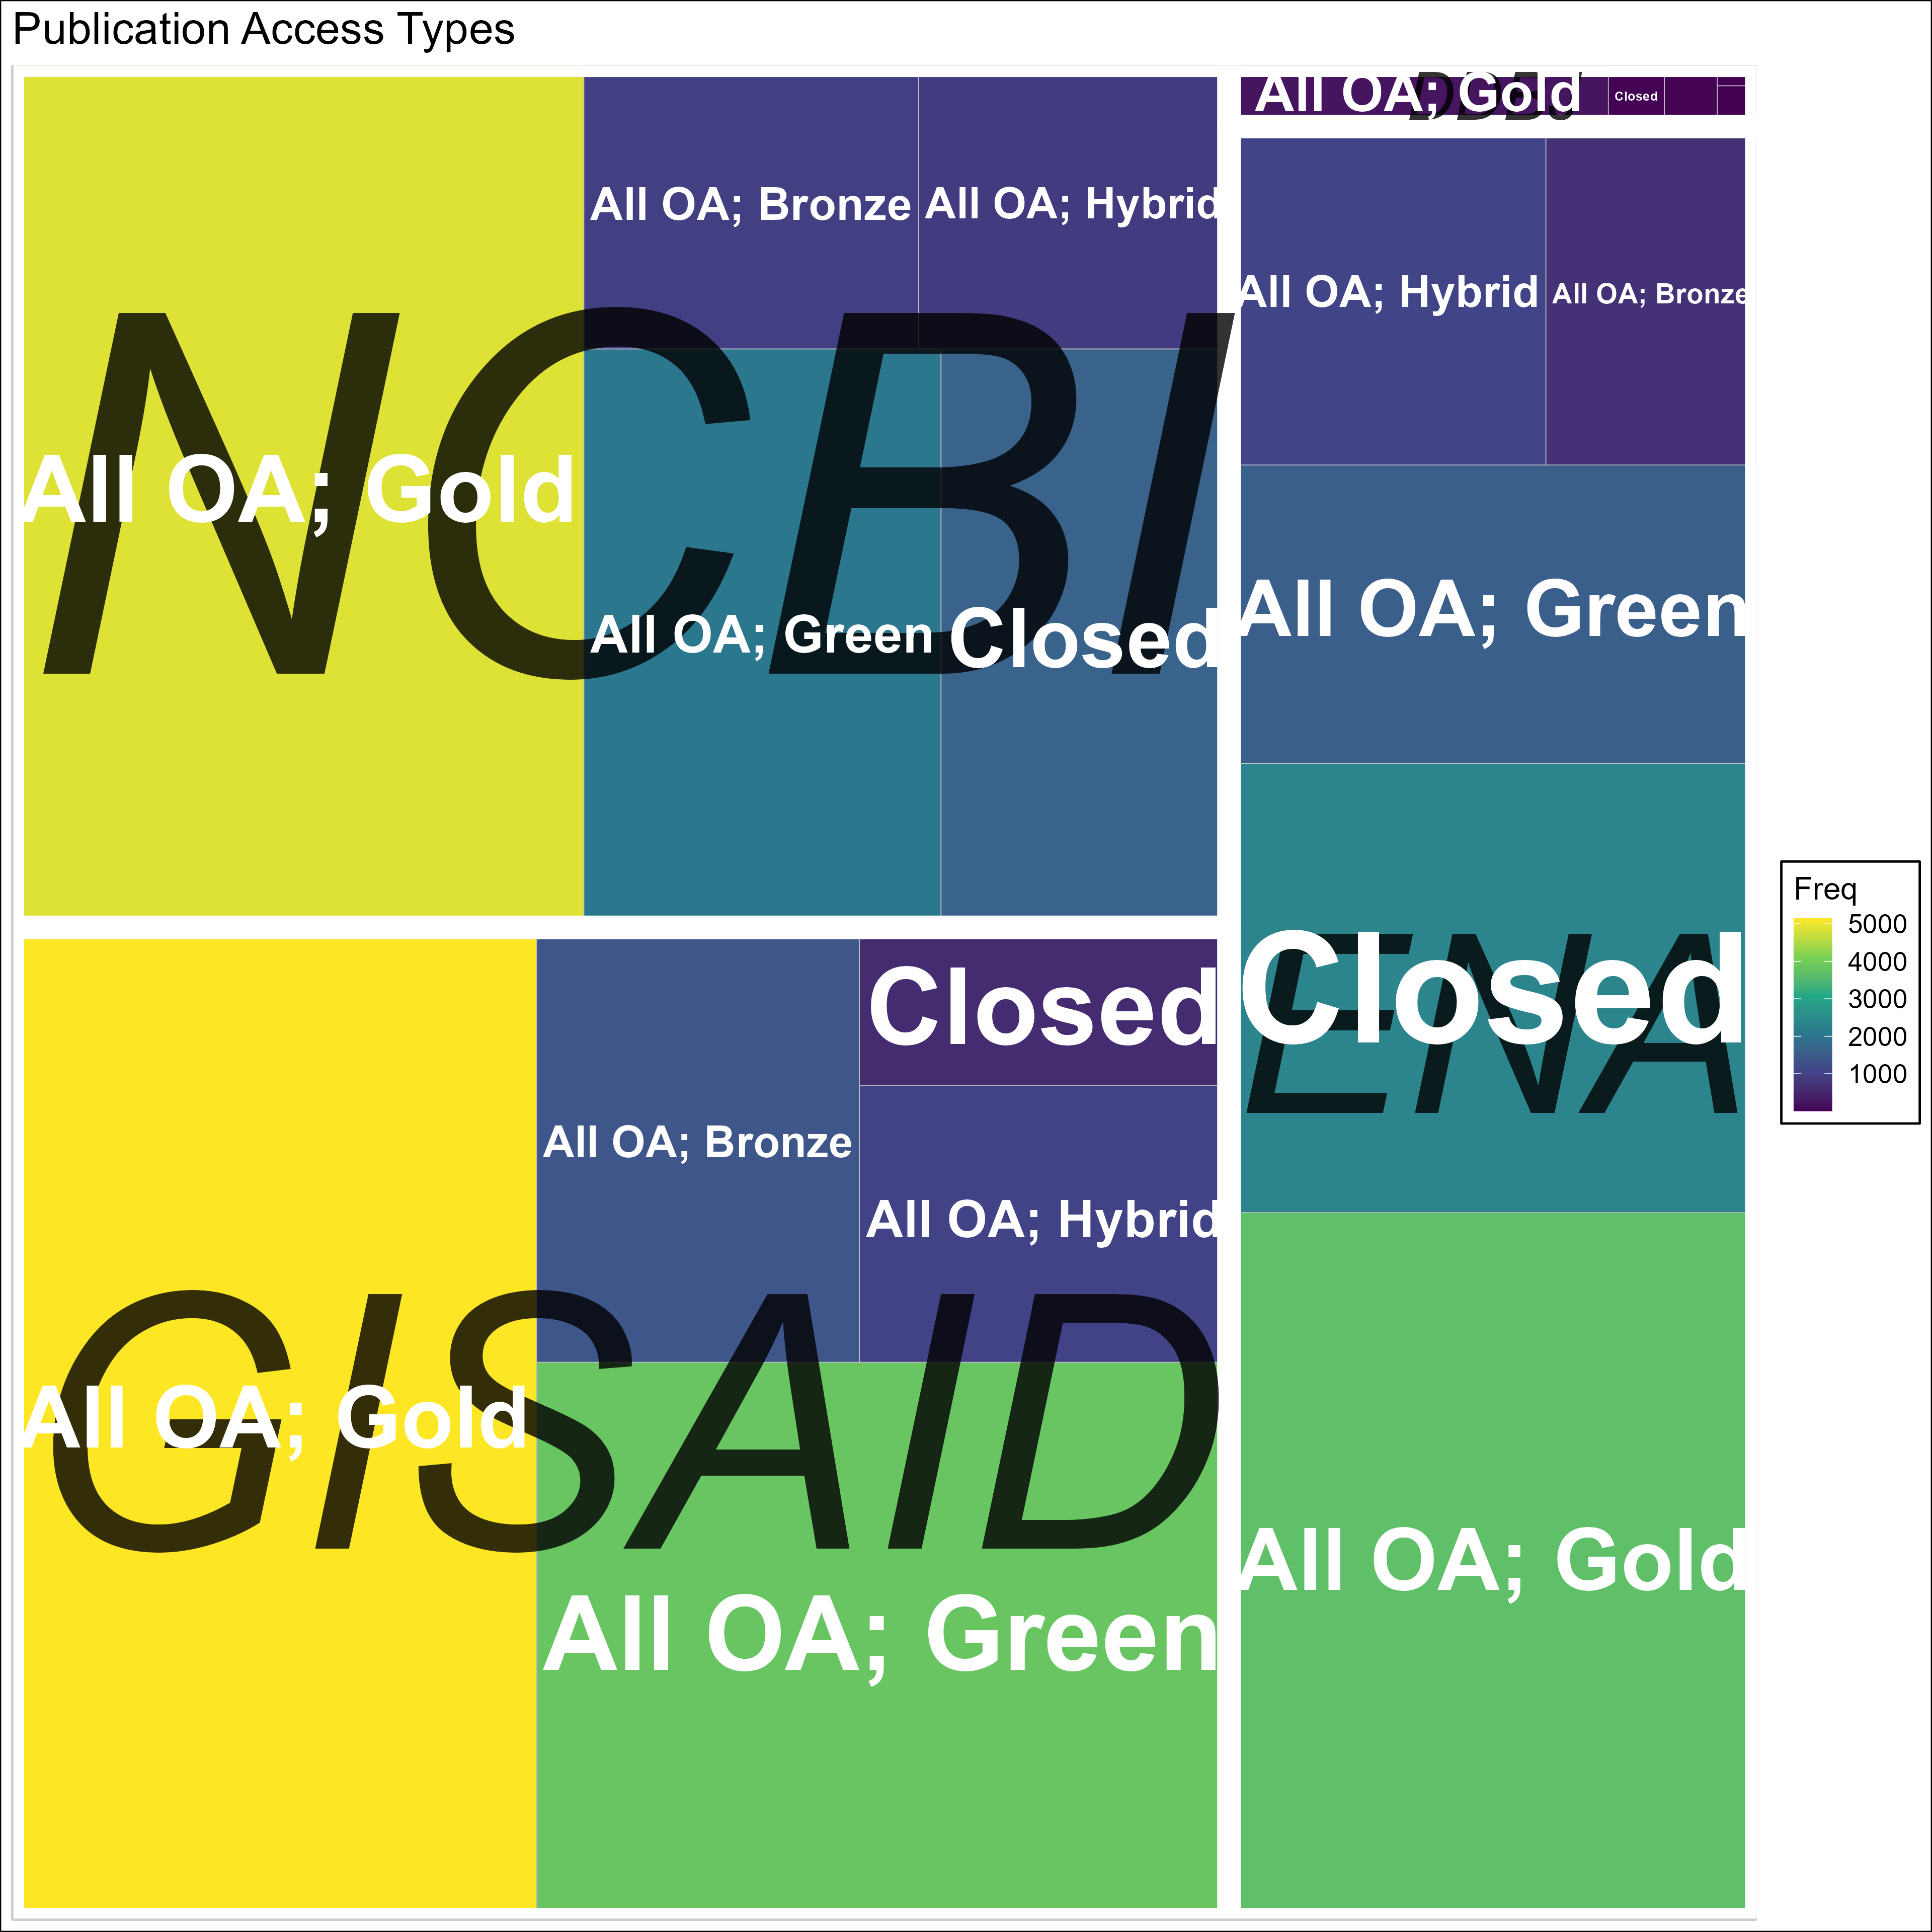 Publication Access Types
All OA; Gold
All OA; Bronze
All OA; Hybrid
All OA; Green
Closed
NCBI
All OA; Gold
Closed
DDBJ
All OA; Hybrid
All OA; Bronze
All OA; Green
Closed
ENA
All OA; Gold
All OA; Gold
All OA; Bronze
Closed
All OA; Hybrid
All OA; Green
GISAID
Freq
5000
4000
3000
2000
1000